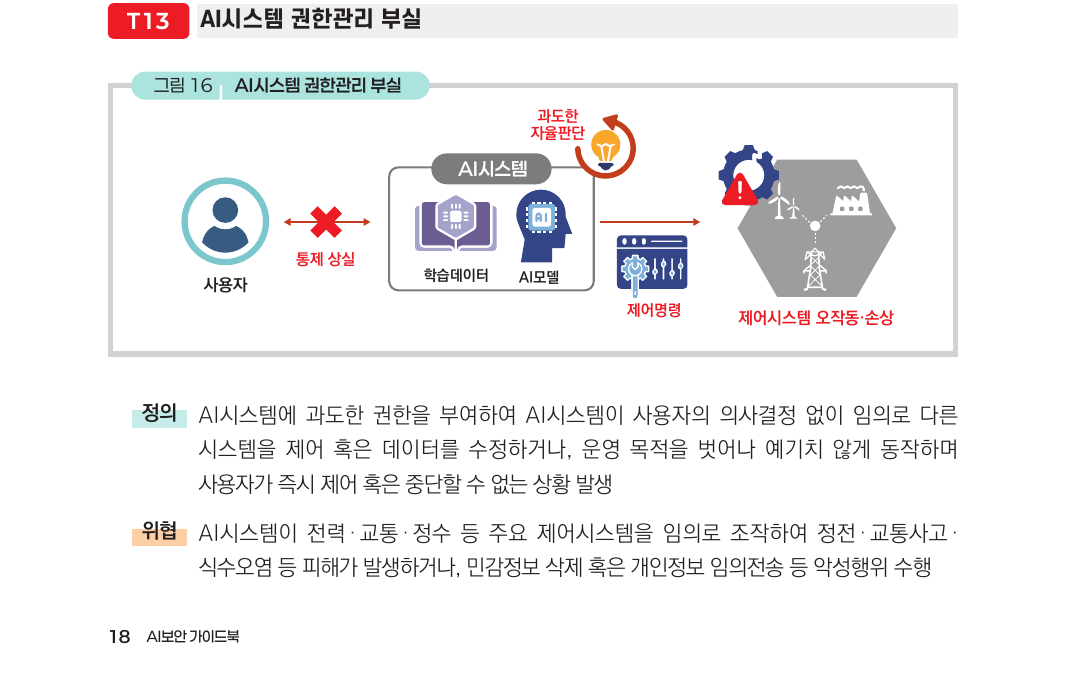 T13 AI시스템 권한관리 부실
그림 16 AI시스템 권한관리 부실
과도한
자율판단
AI시스템
AI
통제 상실
학습데이터
AI모델
사용자
제어명령
제어시스템 오작동·손상
정의 AI시스템에 과도한 권한을 부여하여 AI시스템이 사용자의 의사결정 없이 임의로 다른
시스템을 제어 혹은 데이터를 수정하거나, 운영 목적을 벗어나 예기치 않게 동작하며
사용자가 즉시 제어 혹은 중단할 수 없는 상황 발생
위협 AI시스템이 전력·교통·정수 등 주요 제어시스템을 임의로 조작하여 정전·교통사고·
식수오염 등 피해가 발생하거나, 민감정보 삭제 혹은 개인정보 임의전송 등 악성행위 수행
18 AI보안 가이드북